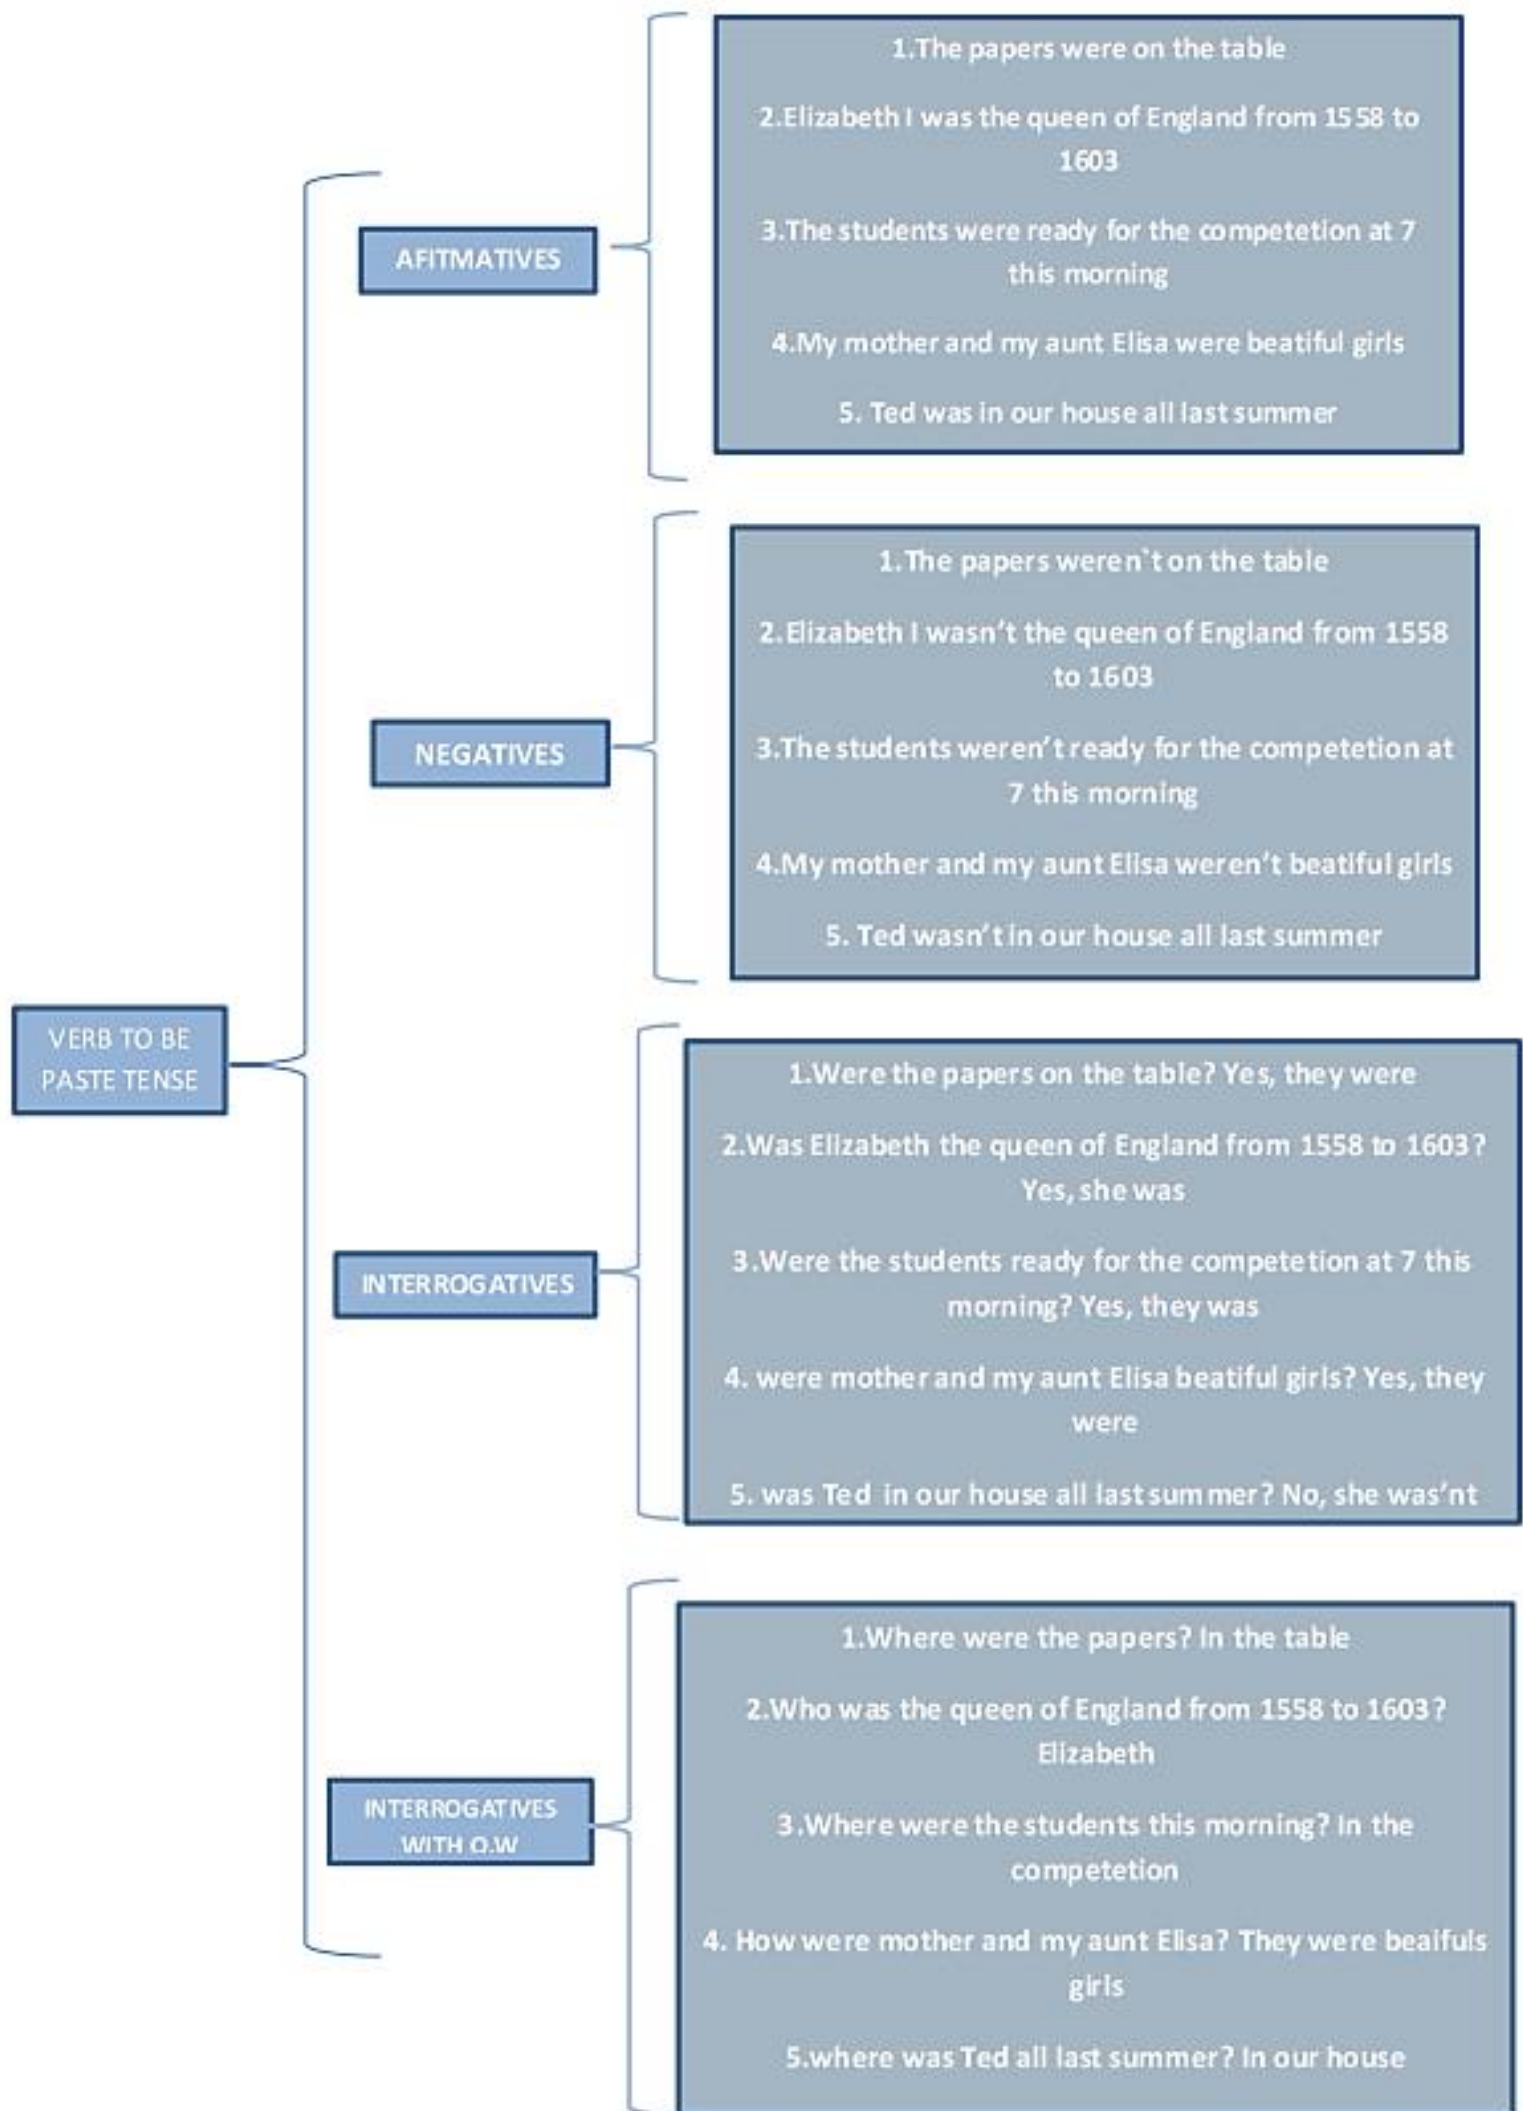 VERB TO BE
PASTE TENSE
AFITMATIVES
1.The papers were on the table
2.Elizabeth I was the queen of England from 1558 to
1603
3.The students were ready for the competetion at 7
this morning
4.My mother and my aunt Elisa were beatiful girls
5. Ted was in our house all last summer
NEGATIVES
1.The papers weren`t on the table
2.Elizabeth I wasn’t the queen of England from 1558
to 1603
3.The students weren’t ready for the competetion at
7 this morning
4.My mother and my aunt Elisa weren’t beatiful girls
5. Ted wasn’t in our house all last summer
INTERROGATIVES
1.Were the papers on the table? Yes, they were
2.Was Elizabeth the queen of England from 1558 to 1603?
Yes, she was
3.Were the students ready for the competetion at 7 this
morning? Yes, they was
4. were mother and my aunt Elisa beatiful girls? Yes, they
were
5. was Ted in our house all last summer? No, she was’nt
INTERROGATIVES
WITH Q.W
1.Where were the papers? In the table
2.Who was the queen of England from 1558 to 1603?
Elizabeth
3.Where were the students this morning? In the
competetion
4. How were mother and my aunt Elisa? They were beaifuls
girls
5.where was Ted all last summer? In our house